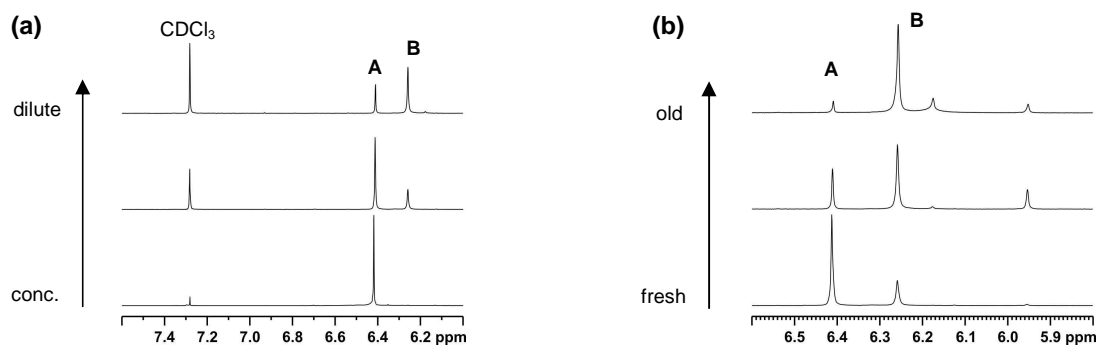 (a)
CDCl₃
A
B
dilute
conc.
7.4 7.2 7.0 6.8 6.6 6.4 6.2 ppm
(b)
B
A
old
fresh
6.5 6.4 6.3 6.2 6.1 6.0 5.9 ppm